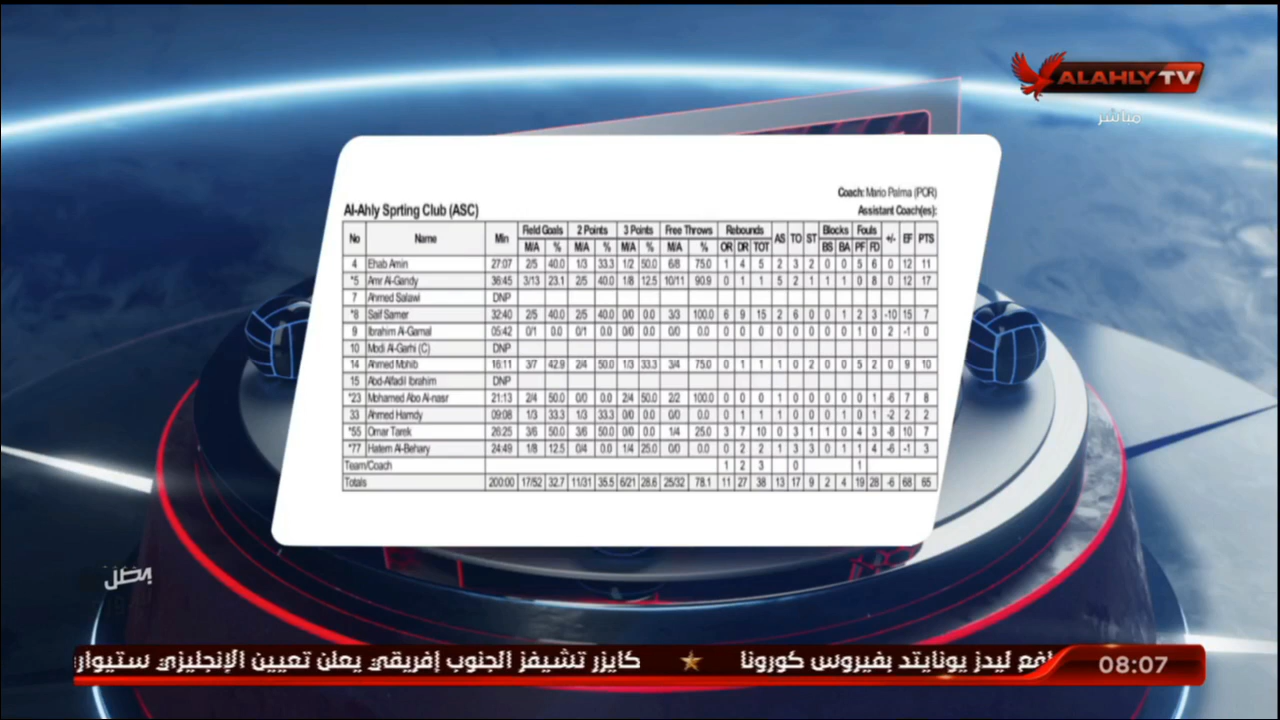 ALAHLY TV
مباشر
Coach: Mario Palma (POR)
Al-Ahly Sprting Club (ASC) Assistant Coach(es):
No Name Min Field Goals 2 Points 3 Points Free Throws Rebounds AS TO ST Blocks Fouls +/- EF PTS
M/A % M/A % M/A % M/A % OR DR TOT BS BA PF FD
4 Ehab Amin 27:07 2/5 40.0 1/3 33.3 1/2 50.0 6/8 75.0 1 4 5 2 3 2 0 0 5 6 0 12 11
*5 Amr Al-Gandy 36:45 3/13 23.1 2/5 40.0 1/8 12.5 10/11 90.9 0 1 1 5 2 1 1 1 0 8 0 12 17
7 Ahmed Salawi DNP
*8 Saif Samer 32:40 2/5 40.0 2/5 40.0 0/0 0.0 3/3 100.0 6 9 15 2 6 0 0 1 2 3 -10 15 7
9 Ibrahim Al-Gamal 05:42 0/1 0.0 0/1 0.0 0/0 0.0 0/0 0.0 0 0 0 0 0 0 0 0 1 0 2 -1 0
10 Modi Al-Garhi (C) DNP
14 Ahmed Mohib 16:11 3/7 42.9 2/4 50.0 1/3 33.3 3/4 75.0 0 1 1 1 0 2 0 0 5 2 0 9 10
15 Abd-Alfadil Ibrahim DNP
*23 Mohamed Abo Al-nasr 21:13 2/4 50.0 0/0 0.0 2/4 50.0 2/2 100.0 0 0 0 1 0 0 0 0 0 1 -6 7 8
33 Ahmed Hamdy 09:08 1/3 33.3 1/3 33.3 0/0 0.0 0/0 0.0 0 1 1 1 0 0 0 1 0 1 -2 2 2
*55 Omar Tarek 26:25 3/6 50.0 3/6 50.0 0/0 0.0 1/4 25.0 3 7 10 0 3 1 1 0 4 3 -8 10 7
*77 Hatem Al-Behary 24:49 1/8 12.5 0/4 0.0 1/4 25.0 0/0 0.0 0 2 2 1 3 3 0 1 1 4 -6 -1 3
Team/Coach 1 2 3 0 1
Totals 200:00 17/52 32.7 11/31 35.5 6/21 28.6 25/32 78.1 11 27 38 13 17 9 2 4 19 28 -6 68 65
افع ليدز يونايتد بفيروس كورونا ★ كايزر تشيفز الجنوب إفريقي يعلن تعيين الإنجليزي ستيوار
08:07